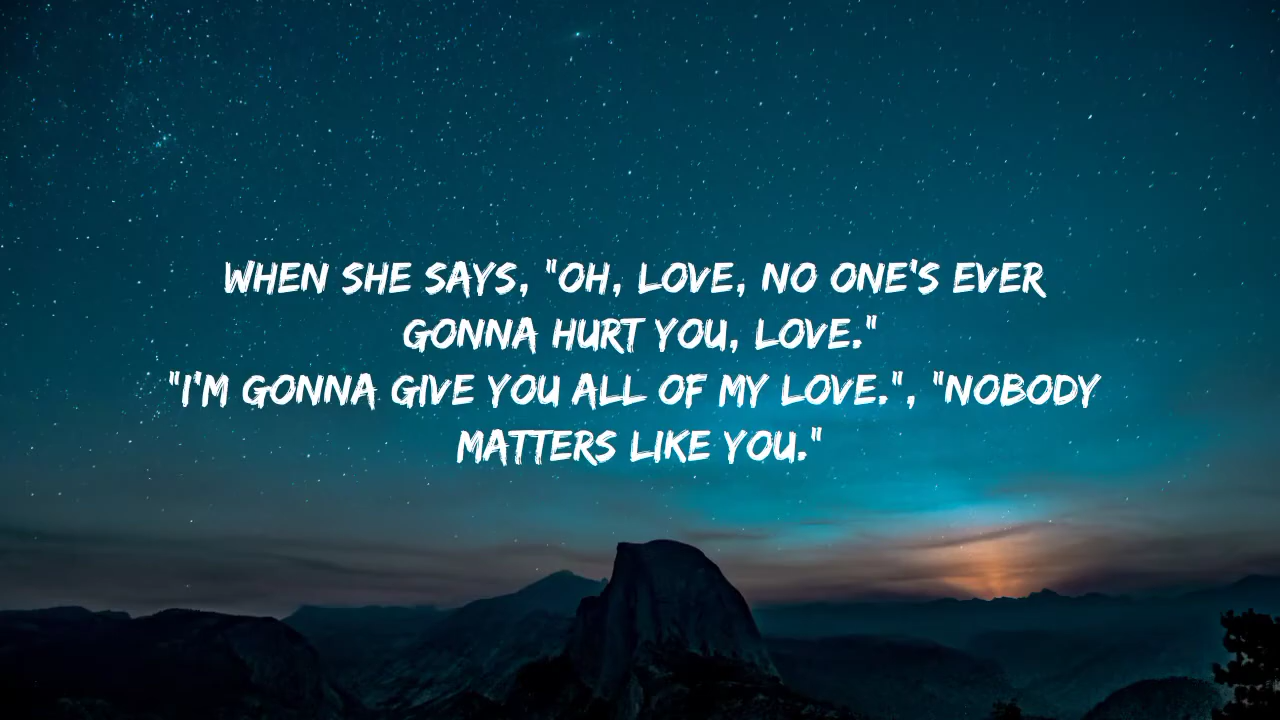 WHEN SHE SAYS, "OH, LOVE, NO ONE'S EVER
GONNA HURT YOU, LOVE."
"I'M GONNA GIVE YOU ALL OF MY LOVE.", "NOBODY
MATTERS LIKE YOU."